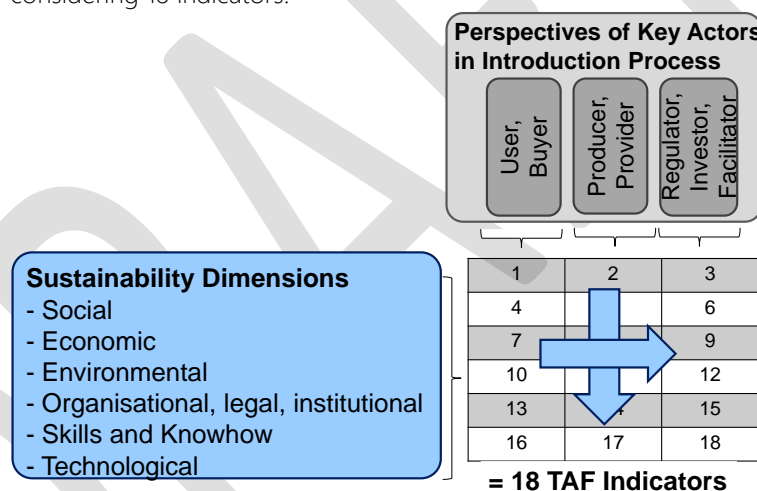 considering indicators.
Perspectives of Key Actors
in Introduction Process
User,
Buyer
Producer,
Provider
Regulator,
Investor,
Facilitator
Sustainability Dimensions
- Social
- Economic
- Environmental
- Organisational, legal, institutional
- Skills and Knowhow
- Technological
1 2 3
4 6
7 9
10 12
13 15
16 17 18
= 18 TAF Indicators